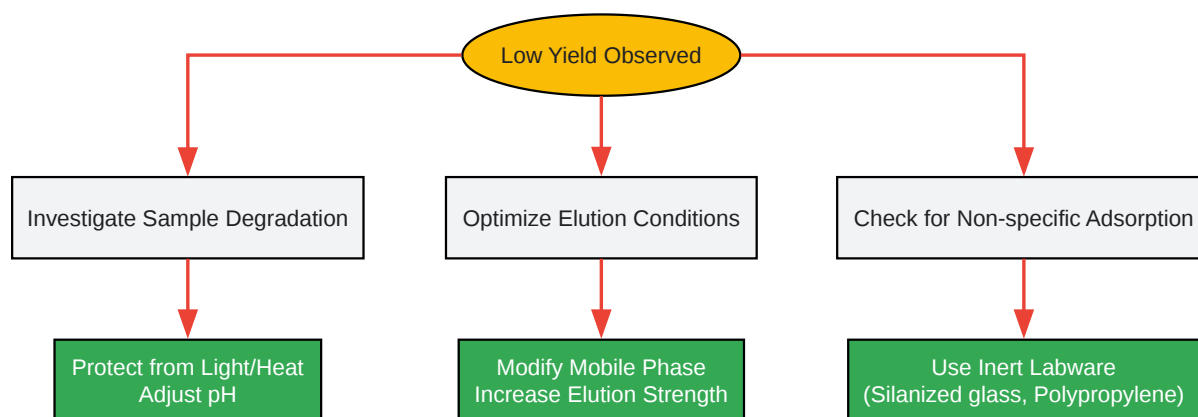 Low Yield Observed
Investigate Sample Degradation
Optimize Elution Conditions
Check for Non-specific Adsorption
Protect from Light/Heat
Adjust pH
Modify Mobile Phase
Increase Elution Strength
Use Inert Labware
(Silanized glass, Polypropylene)